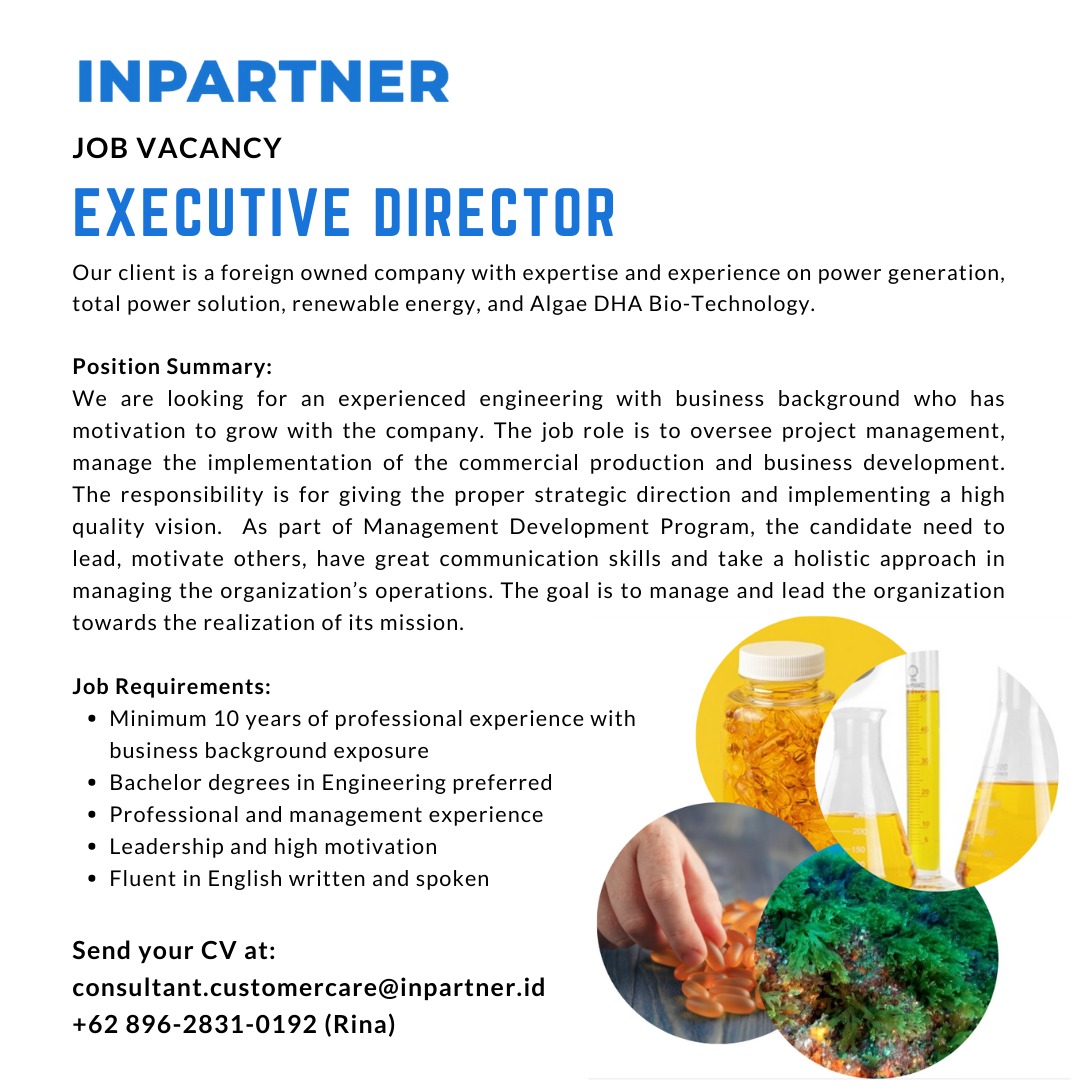 INPARTNER
JOB VACANCY
EXECUTIVE DIRECTOR
Our client is a foreign owned company with expertise and experience on power generation,
total power solution, renewable energy, and Algae DHA Bio-Technology.
Position Summary:
We are looking for an experienced engineering with business background who has
motivation to grow with the company. The job role is to oversee project management,
manage the implementation of the commercial production and business development.
The responsibility is for giving the proper strategic direction and implementing a high
quality vision.  As part of Management Development Program, the candidate need to
lead, motivate others, have great communication skills and take a holistic approach in
managing the organization’s operations. The goal is to manage and lead the organization
towards the realization of its mission.
Job Requirements:
• Minimum 10 years of professional experience with
business background exposure
• Bachelor degrees in Engineering preferred
• Professional and management experience
• Leadership and high motivation
• Fluent in English written and spoken
Send your CV at:
consultant.customercare@inpartner.id
+62 896-2831-0192 (Rina)